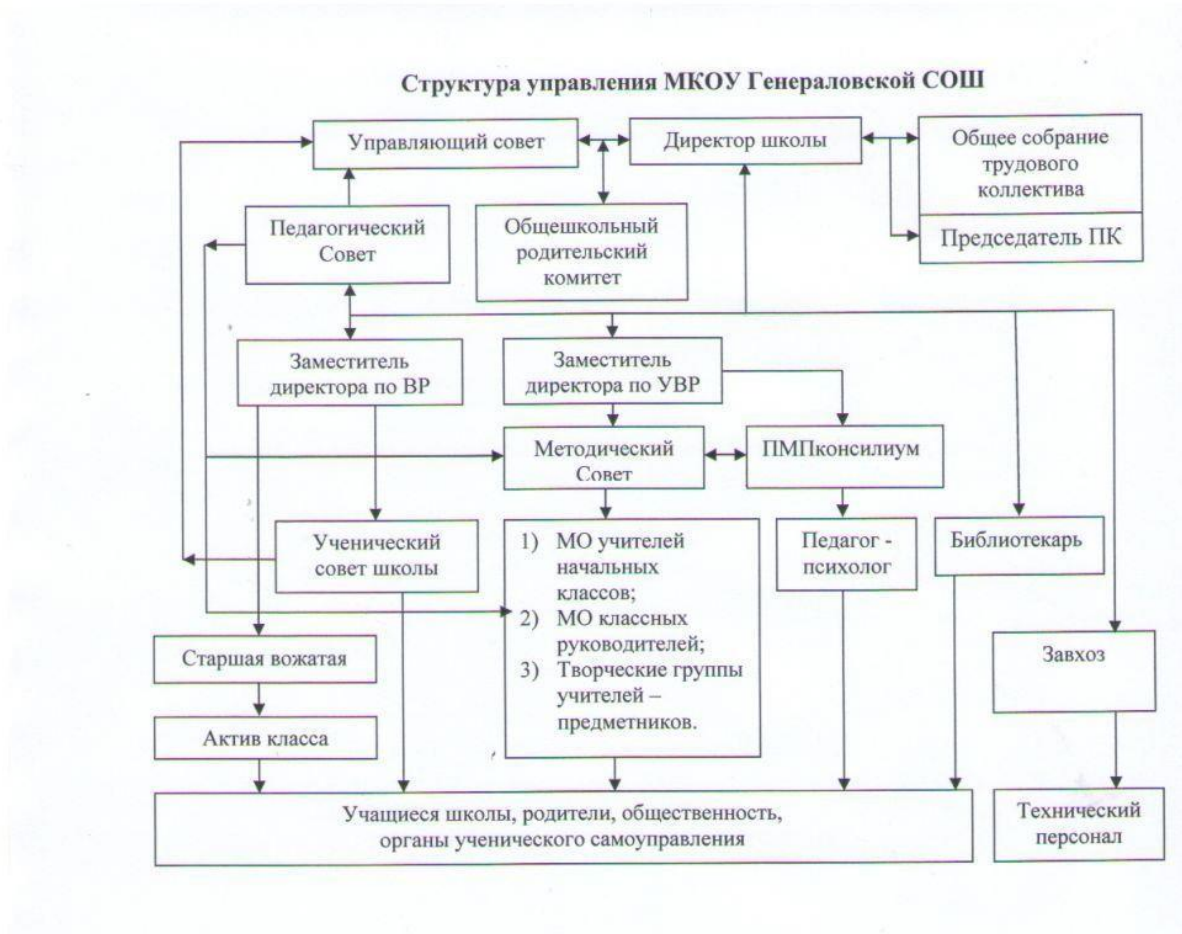 Структура управления МКОУ Генераловской СОШ
Управляющий совет
Директор школы
Общее собрание
трудового
коллектива
Председатель ПК
Педагогический
Совет
Общешкольный
родительский
комитет
Заместитель
директора по ВР
Заместитель
директора по УВР
Методический
Совет
ПМПконсилиум
Ученический
совет школы
1) МО учителей
начальных
классов;
2) МО классных
руководителей;
3) Творческие группы
учителей –
предметников.
Педагог -
психолог
Библиотекарь
Старшая вожатая
Завхоз
Актив класса
Учащиеся школы, родители, общественность,
органы ученического самоуправления
Технический
персонал